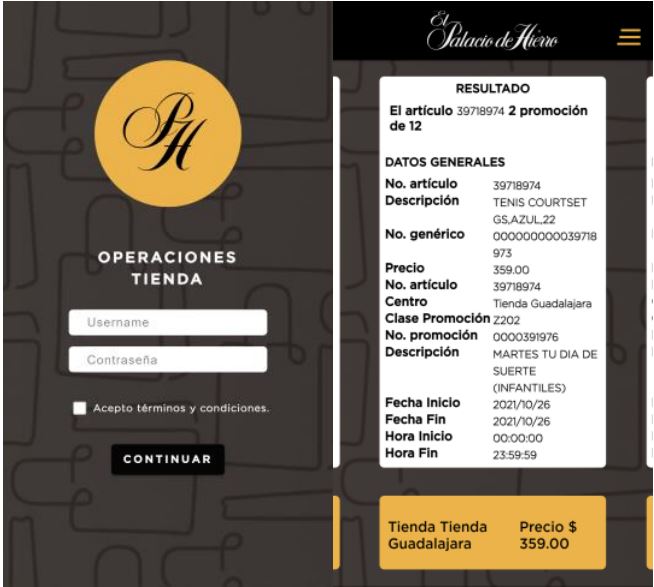 PH
OPERACIONES
TIENDA
Username
Contraseña
Acepto términos y condiciones.
CONTINUAR
El
Palacio de Hierro
RESULTADO
El artículo 39718974 2 promoción
de 12
DATOS GENERALES
No. artículo 39718974
Descripción TENIS COURTSET
GS,AZUL,22
No. genérico 000000000039718
973
Precio 359.00
No. artículo 39718974
Centro Tienda Guadalajara
Clase Promoción Z202
No. promoción 0000391976
Descripción MARTES TU DIA DE
SUERTE
(INFANTILES)
Fecha Inicio 2021/10/26
Fecha Fin 2021/10/26
Hora Inicio 00:00:00
Hora Fin 23:59:59
Tienda Tienda Precio $
Guadalajara 359.00